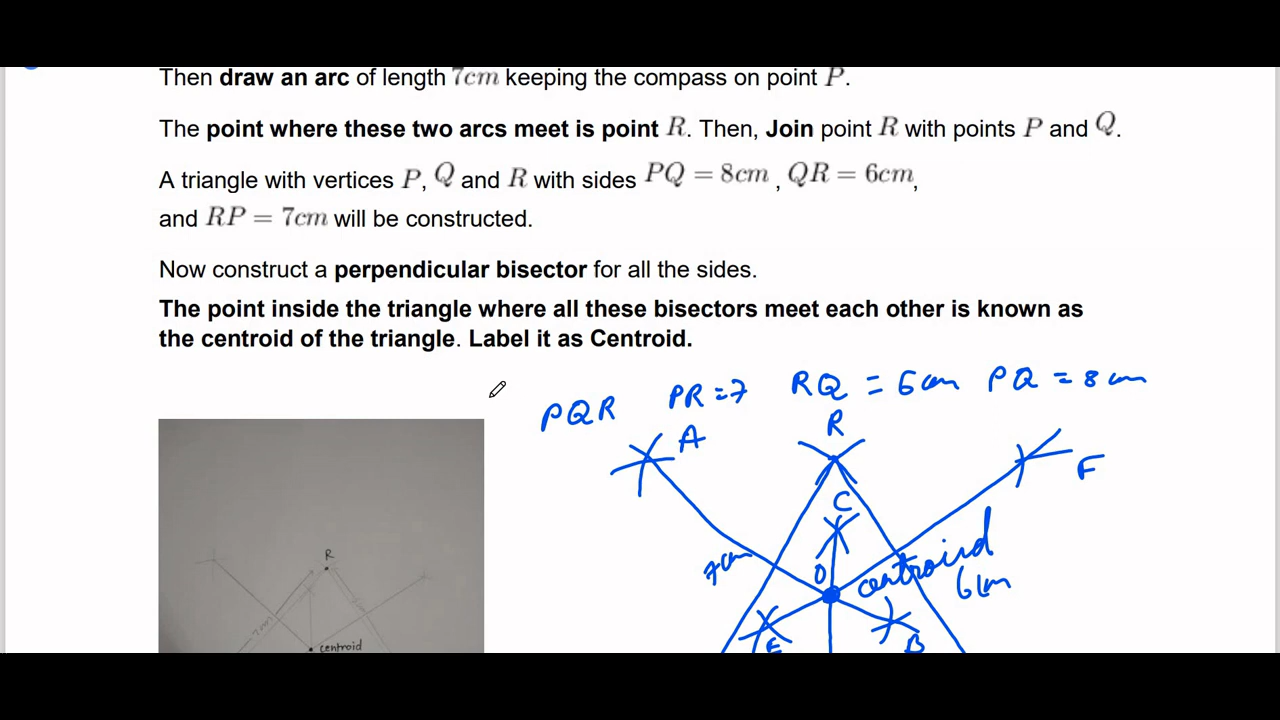 Then draw an arc of length 7cm keeping the compass on point P.
The point where these two arcs meet is point R. Then, Join point R with points P and Q.
A triangle with vertices P, Q and R with sides PQ = 8cm , QR = 6cm,
and RP = 7cm will be constructed.
Now construct a perpendicular bisector for all the sides.
The point inside the triangle where all these bisectors meet each other is known as
the centroid of the triangle. Label it as Centroid.
PQR PR=7 RQ = 6cm PQ = 8cm
R
A
F
C
7cm
O
centroind
6cm
E
B
R
7cm
centroid